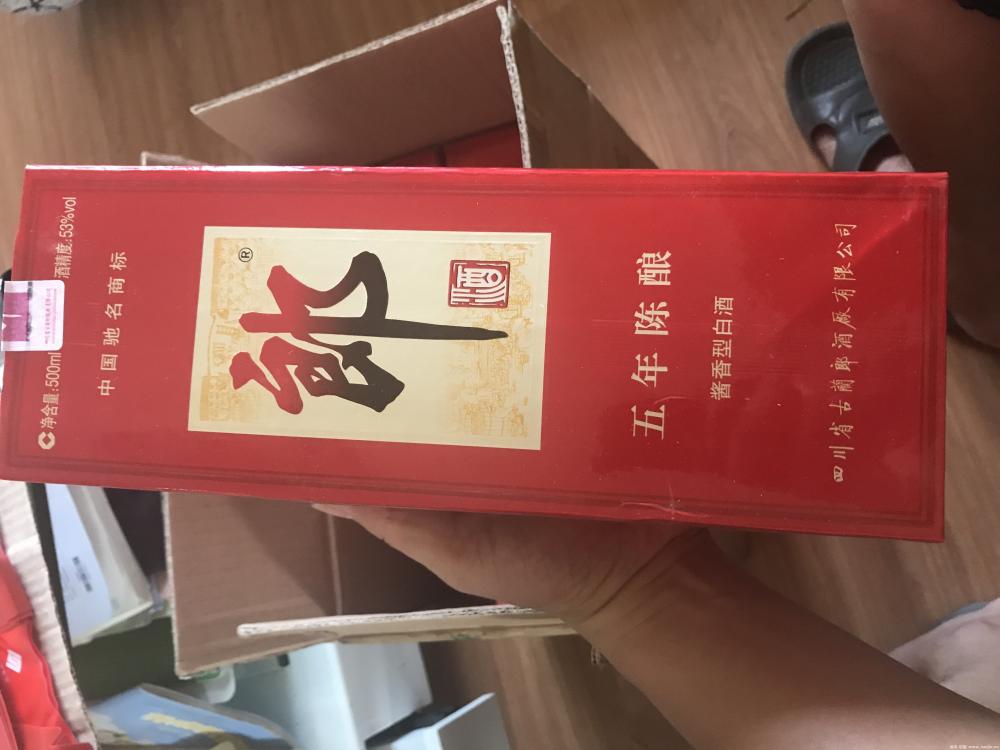 净含量:500ml 酒精度:53%vol
中国驰名商标
®
郎
酒
五年陈酿
酱香型白酒
四川省古蔺郎酒厂有限公司